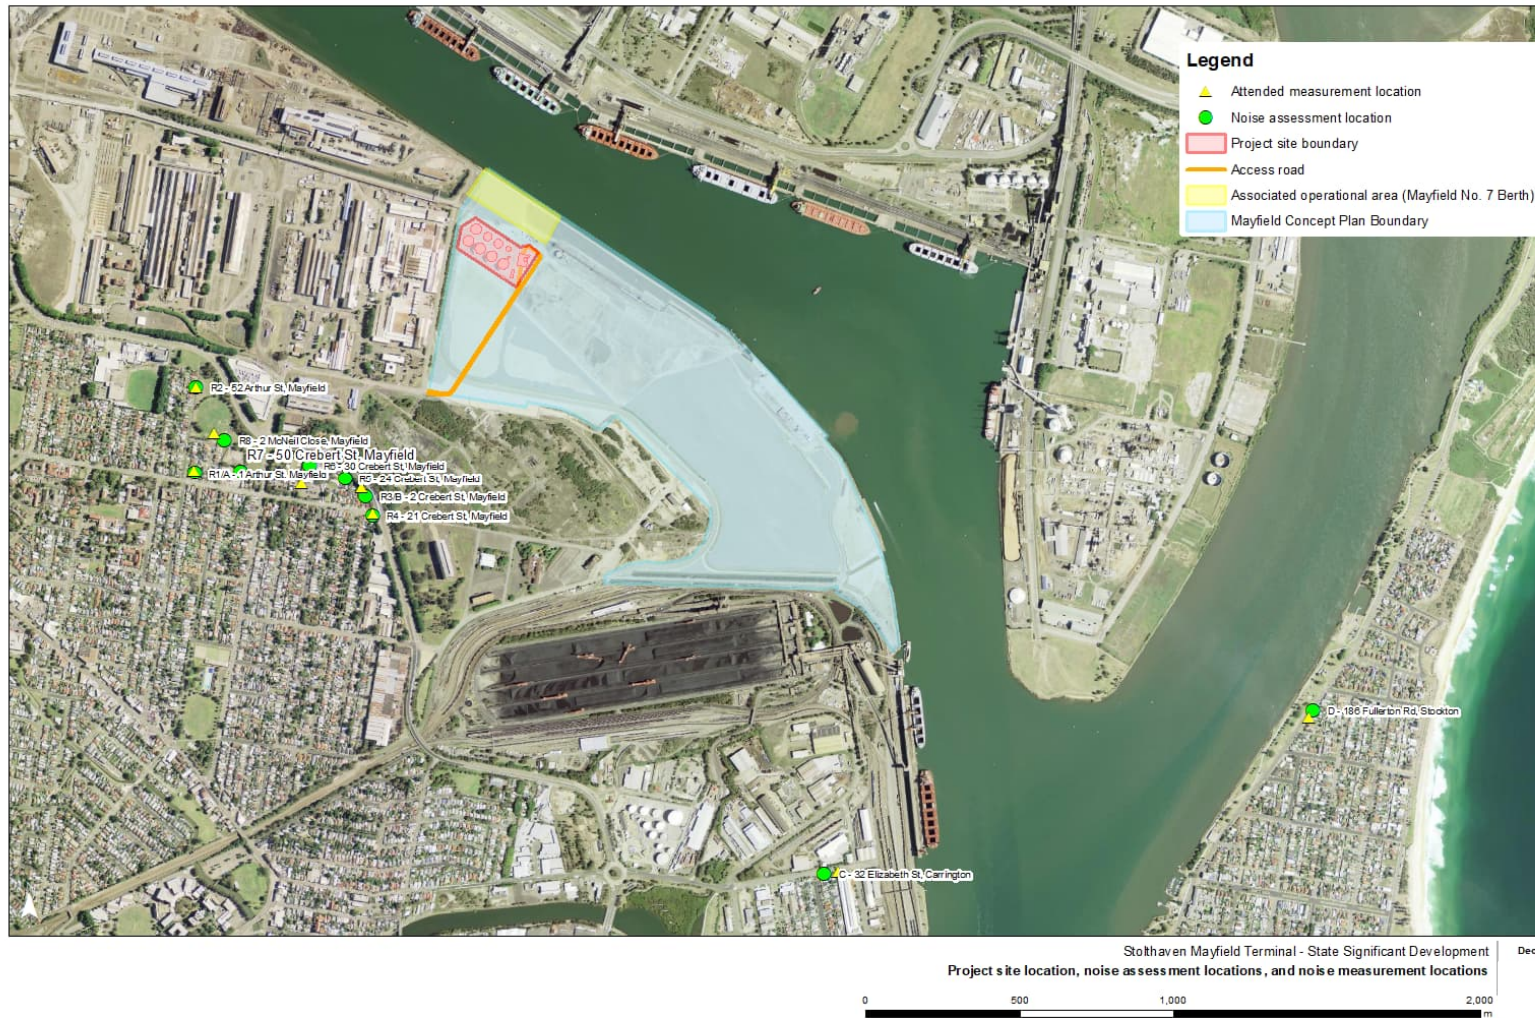 Legend
Attended measurement location
Noise assessment location
Project site boundary
Access road
Associated operational area (Mayfield No. 7 Berth)
Mayfield Concept Plan Boundary
R2 - 52 Arthur St, Mayfield
R8 - 2 McNeil Close, Mayfield
R7 - 50 Crebert St, Mayfield
R6 - 30 Crebert St, Mayfield
R1/A - 1 Arthur St, Mayfield
R5 - 24 Crebert St, Mayfield
R3/B - 2 Crebert St, Mayfield
R4 - 21 Crebert St, Mayfield
D - 186 Fullerton Rd, Stockton
C - 32 Elizabeth St, Carrington
Stolthaven Mayfield Terminal - State Significant Development
Dec
Project site location, noise assessment locations, and noise measurement locations
0 500 1,000 2,000
m